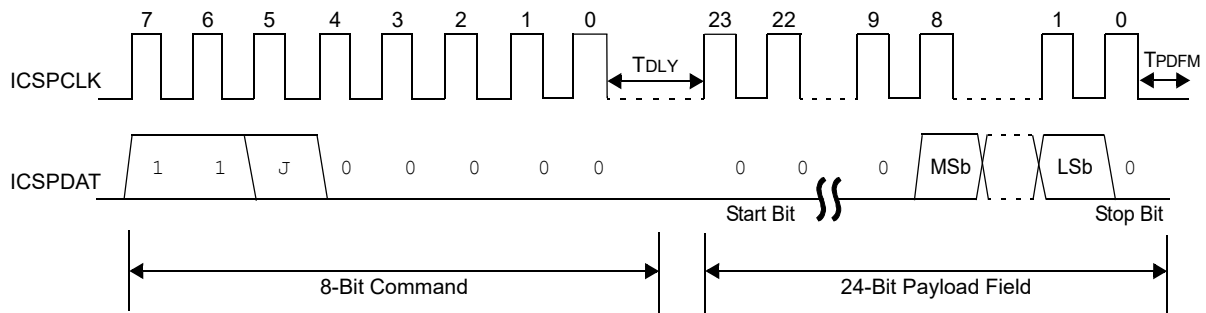 7 6 5 4 3 2 1 0 23 22 9 8 1 0
ICSPCLK TDLY TPDFM
ICSPDAT 1 1 J 0 0 0 0 0 0 0 0 MSb LSb 0
Start Bit Stop Bit
8-Bit Command 24-Bit Payload Field